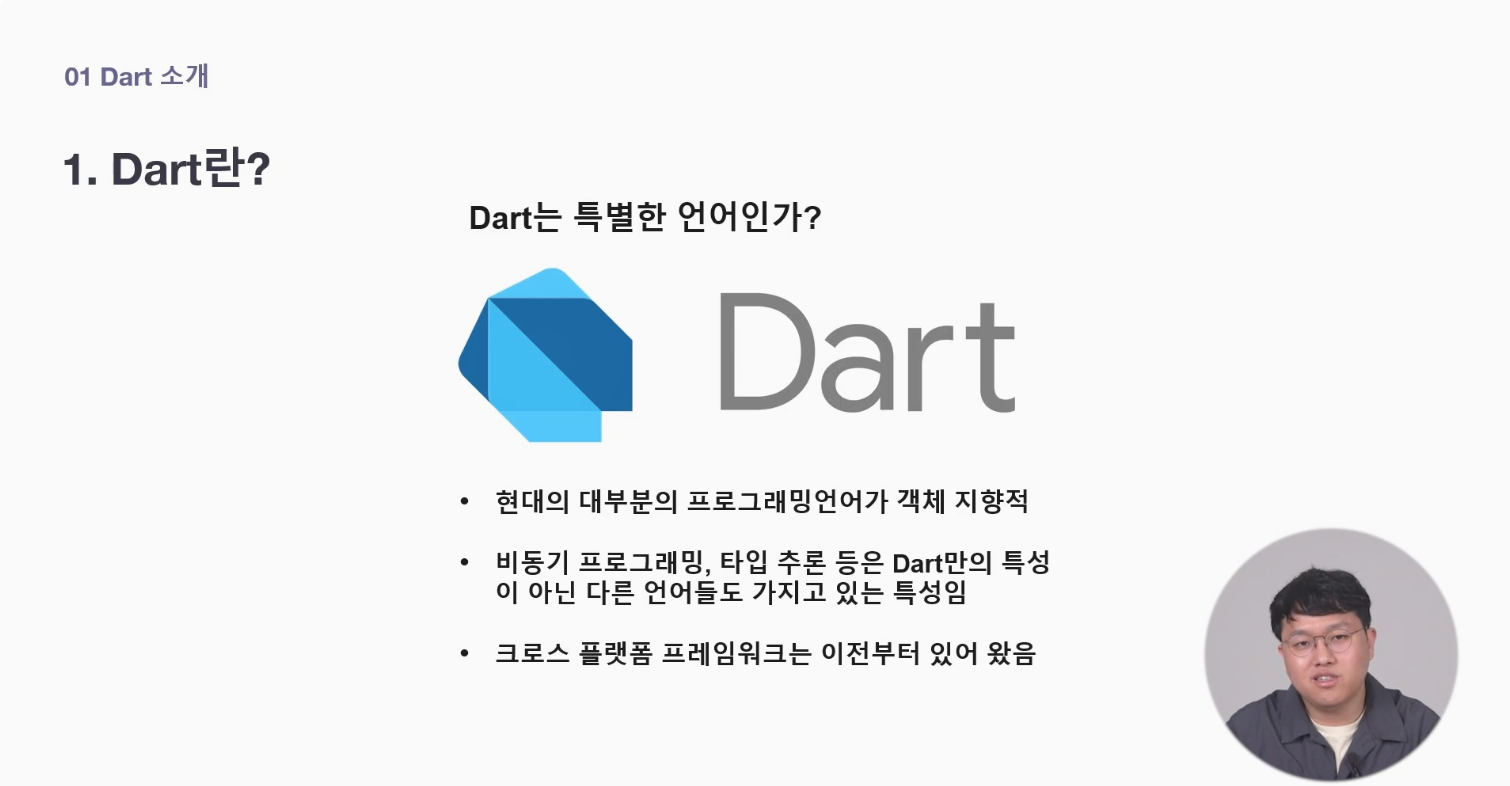 01 Dart 소개
1. Dart란?
Dart는 특별한 언어인가?
Dart
• 현대의 대부분의 프로그래밍언어가 객체 지향적
• 비동기 프로그래밍, 타입 추론 등은 Dart만의 특성
이 아닌 다른 언어들도 가지고 있는 특성임
• 크로스 플랫폼 프레임워크는 이전부터 있어 왔음